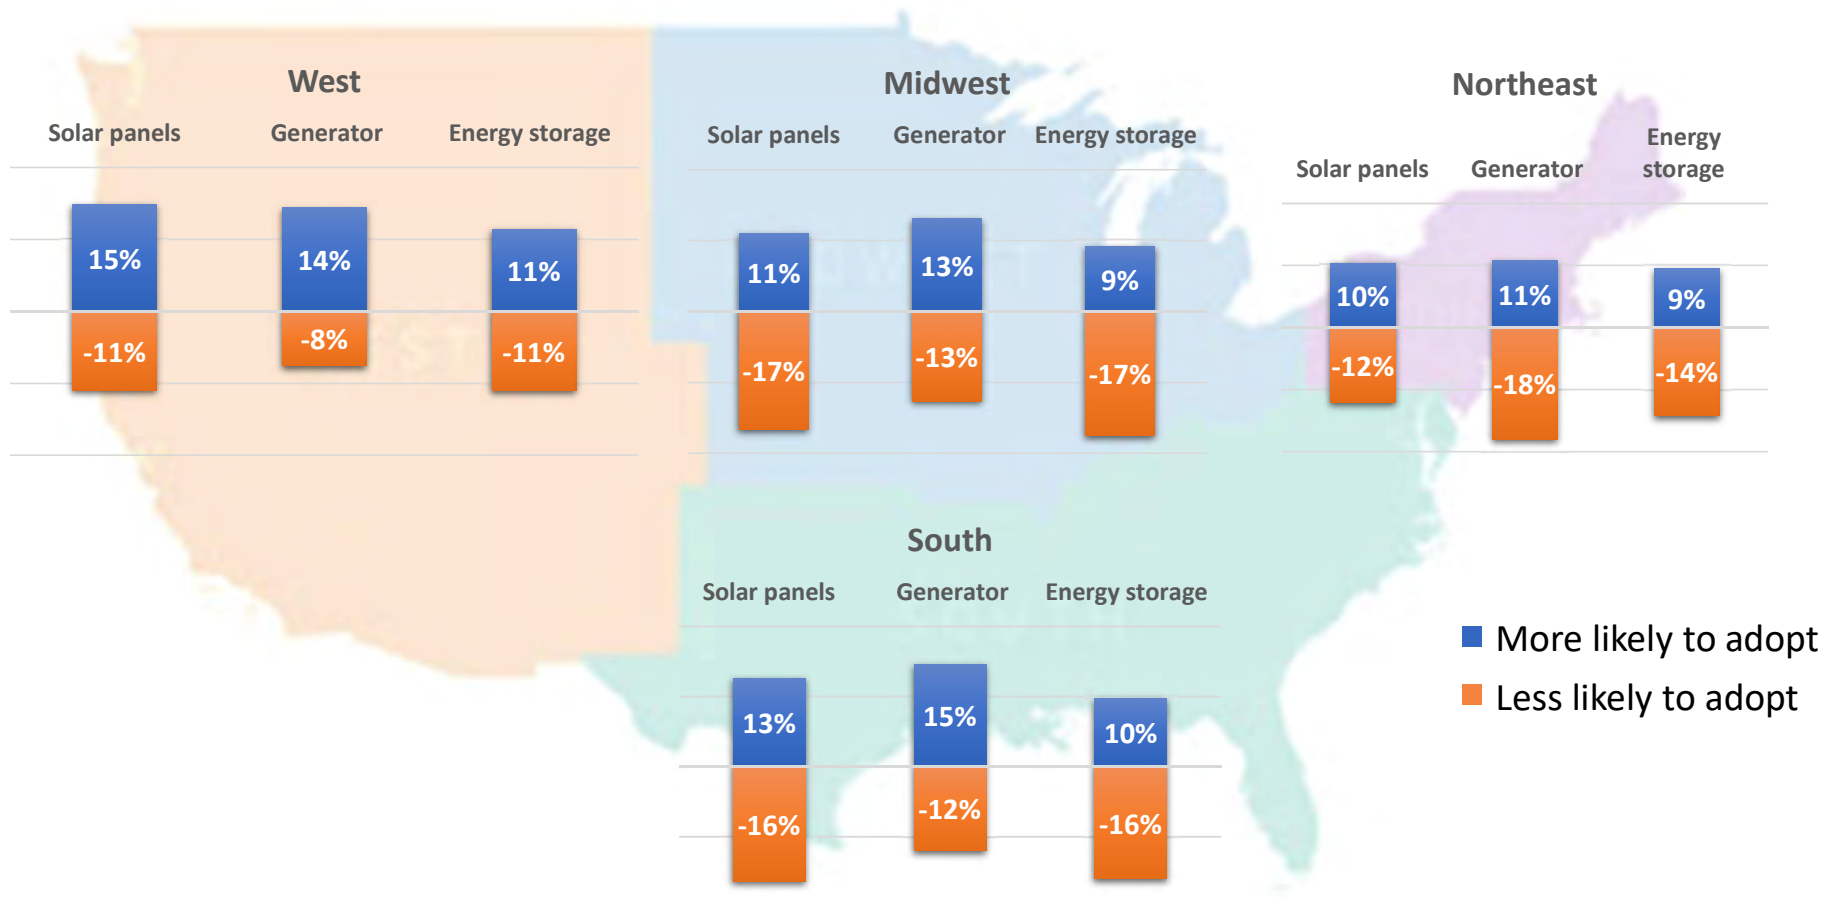 West
Solar panels Generator Energy storage
15% 14% 11%
-11% -8% -11%
Midwest
Solar panels Generator Energy storage
11% 13% 9%
-17% -13% -17%
Northeast
Energy
Solar panels Generator storage
10% 11% 9%
-12% -18% -14%
South
Solar panels Generator Energy storage
13% 15% 10%
-16% -12% -16%
More likely to adopt
Less likely to adopt